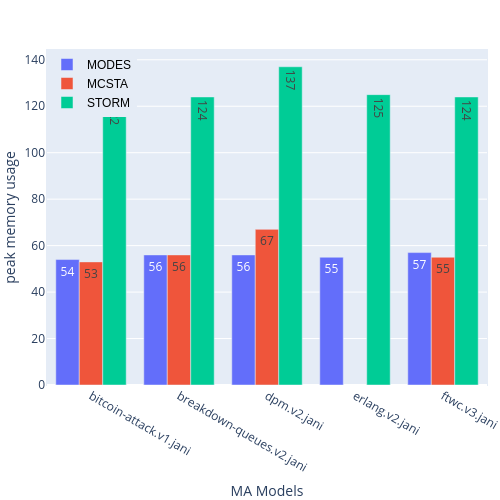 MODES
MCSTA
STORM
140
120
100
80
60
40
20
0
peak memory usage
54
53
56
56
124
56
67
137
55
125
57
55
124
bitcoin-attack.v1.jani
breakdown-queues.v2.jani
dpm.v2.jani
erlang.v2.jani
ftwc.v3.jani
MA Models